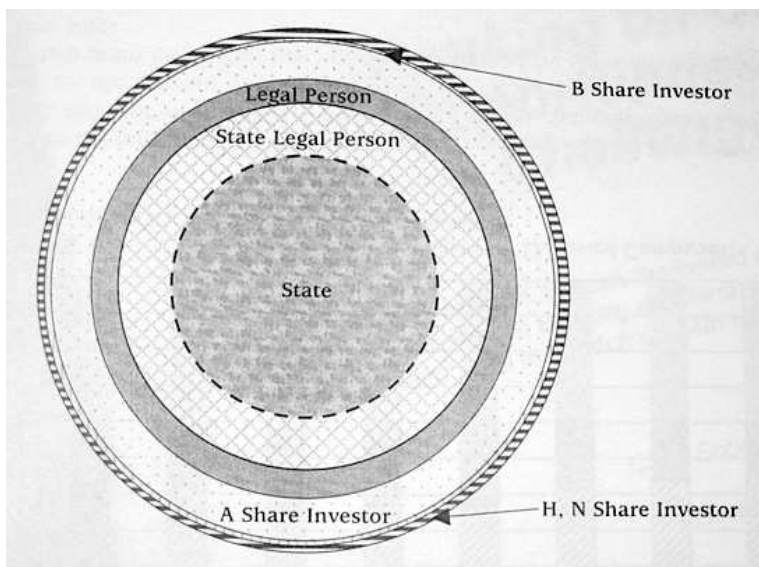 B Share Investor
Legal Person
State Legal Person
State
A Share Investor
H, N Share Investor